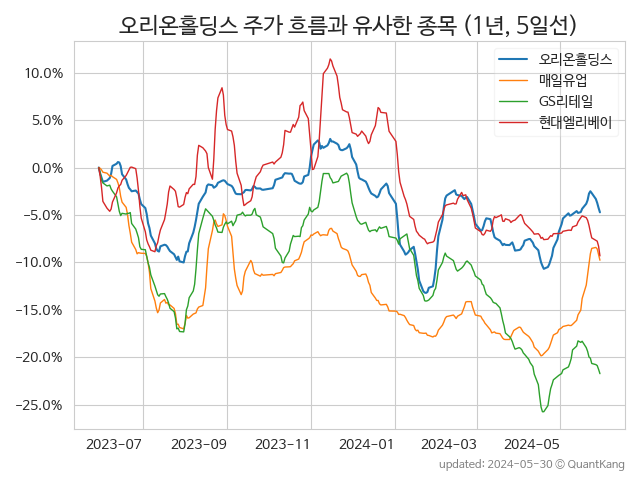 오리온홀딩스 주가 흐름과 유사한 종목 (1년, 5일선)
오리온홀딩스
매일유업
GS리테일
현대엘리베이
10.0%
5.0%
0.0%
−5.0%
−10.0%
−15.0%
−20.0%
−25.0%
2023-07 2023-09 2023-11 2024-01 2024-03 2024-05
updated: 2024-05-30 © QuantKang